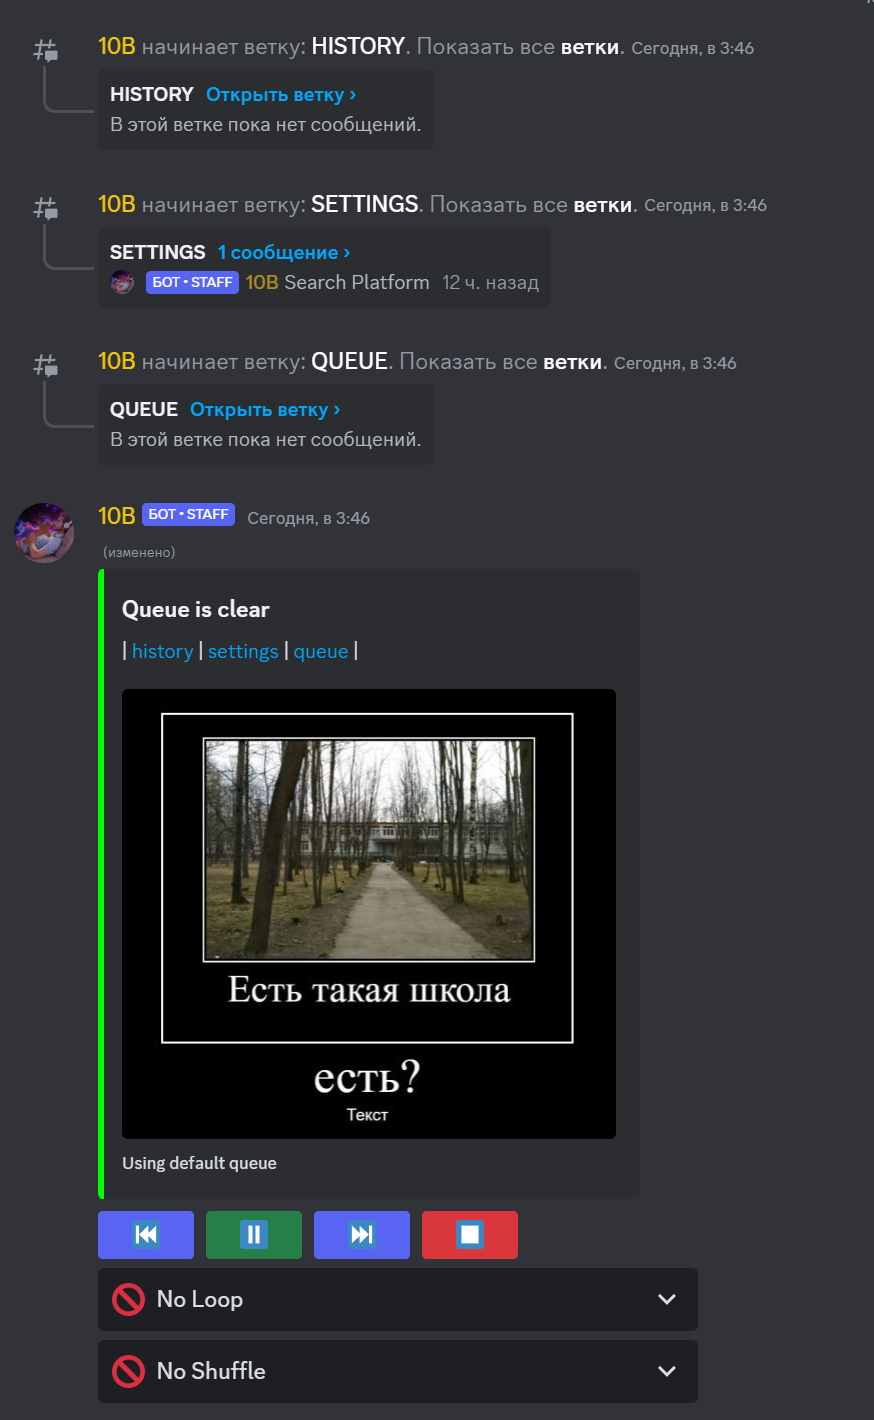 10B начинает ветку: HISTORY. Показать все ветки. Сегодня, в 3:46
HISTORY Открыть ветку ›
В этой ветке пока нет сообщений.
10B начинает ветку: SETTINGS. Показать все ветки. Сегодня, в 3:46
SETTINGS 1 сообщение ›
БОТ • STAFF 10B Search Platform 12 ч. назад
10B начинает ветку: QUEUE. Показать все ветки. Сегодня, в 3:46
QUEUE Открыть ветку ›
В этой ветке пока нет сообщений.
10B БОТ • STAFF Сегодня, в 3:46
(изменено)
Queue is clear
| history | settings | queue |
Есть такая школа
есть?
Текст
Using default queue
No Loop
No Shuffle